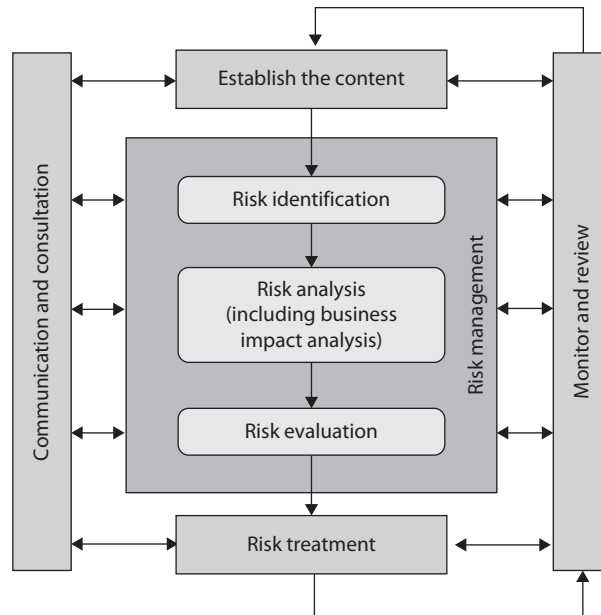 Establish the content
Communication and consultation
Risk identification
Risk analysis
(including business
impact analysis)
Risk evaluation
Risk management
Monitor and review
Risk treatment